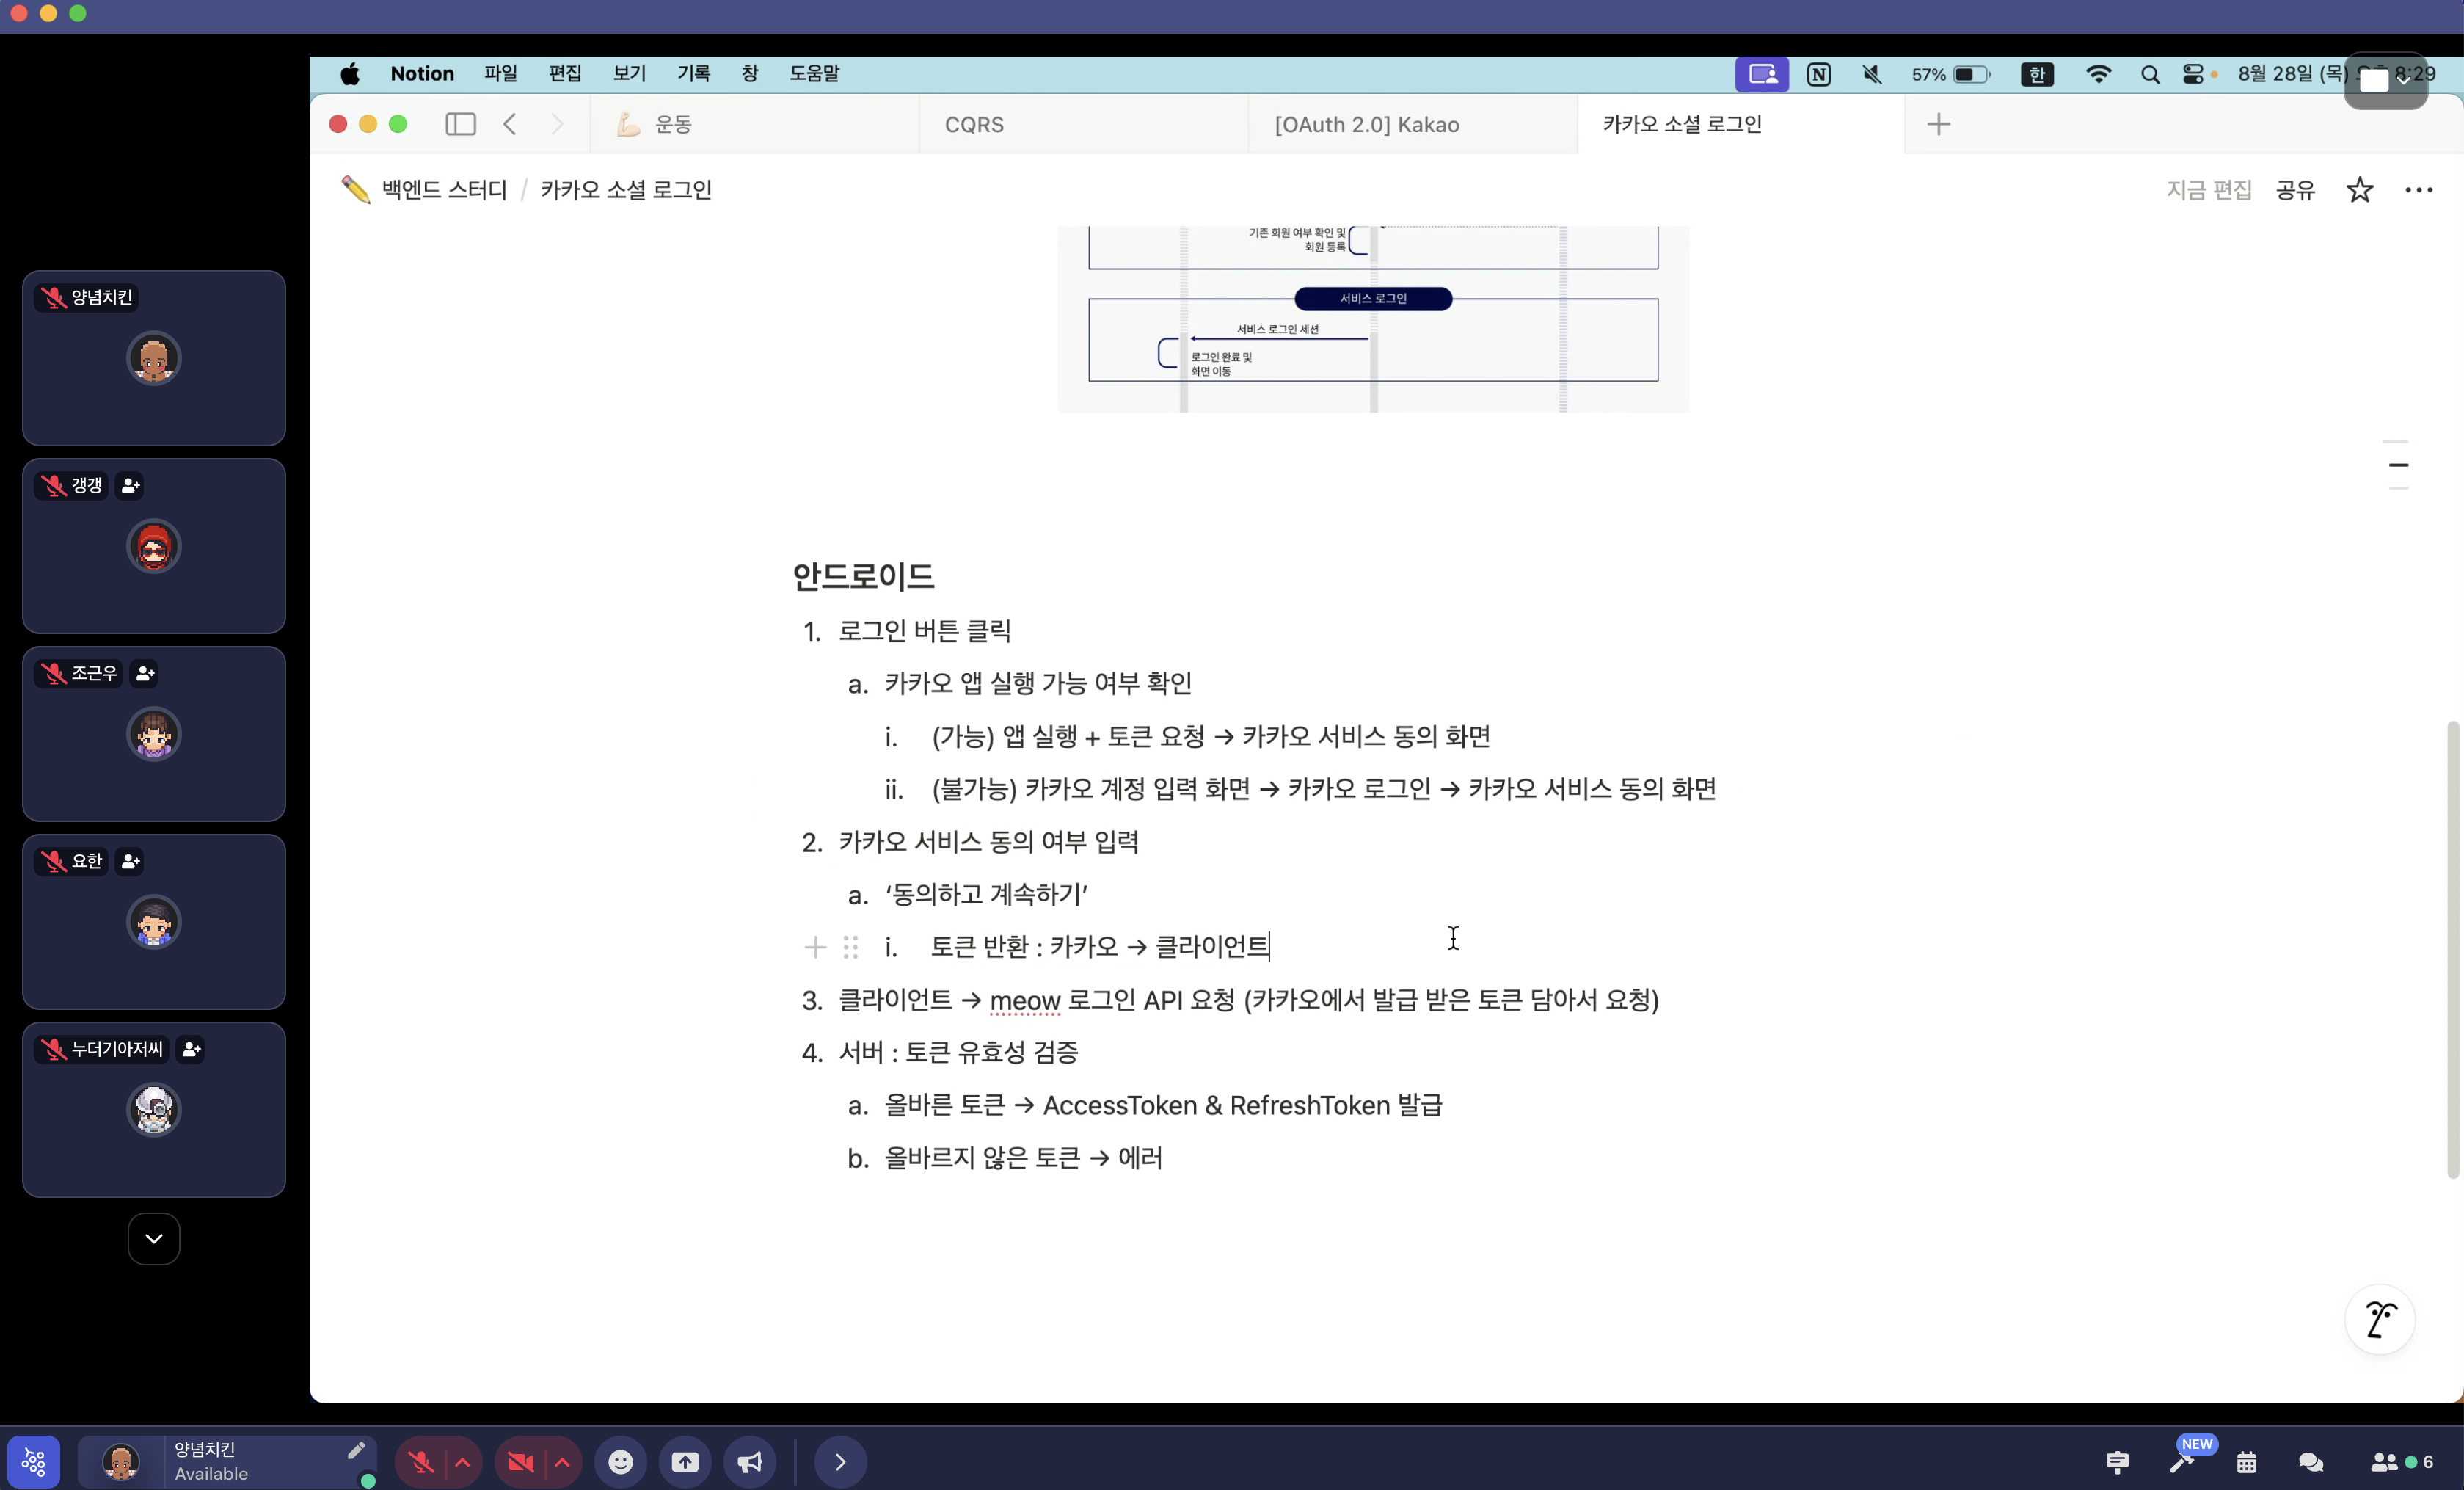 Notion 파일 편집 보기 기록 창 도움말
N 57% 한 8월 28일 (목) 8:29
운동 CQRS [OAuth 2.0] Kakao 카카오 소셜 로그인
백엔드 스터디 / 카카오 소셜 로그인
지금 편집 공유
양념치킨
갱갱
조근우
요한
누더기아저씨
기존 회원 여부 확인 및
회원 등록
서비스 로그인
서비스 로그인 세션
로그인 완료 및
화면 이동
안드로이드
1. 로그인 버튼 클릭
a. 카카오 앱 실행 가능 여부 확인
i. (가능) 앱 실행 + 토큰 요청 → 카카오 서비스 동의 화면
ii. (불가능) 카카오 계정 입력 화면 → 카카오 로그인 → 카카오 서비스 동의 화면
2. 카카오 서비스 동의 여부 입력
a. ‘동의하고 계속하기’
i. 토큰 반환 : 카카오 → 클라이언트
3. 클라이언트 → meow 로그인 API 요청 (카카오에서 발급 받은 토큰 담아서 요청)
4. 서버 : 토큰 유효성 검증
a. 올바른 토큰 → AccessToken & RefreshToken 발급
b. 올바르지 않은 토큰 → 에러
양념치킨
Available
NEW
6